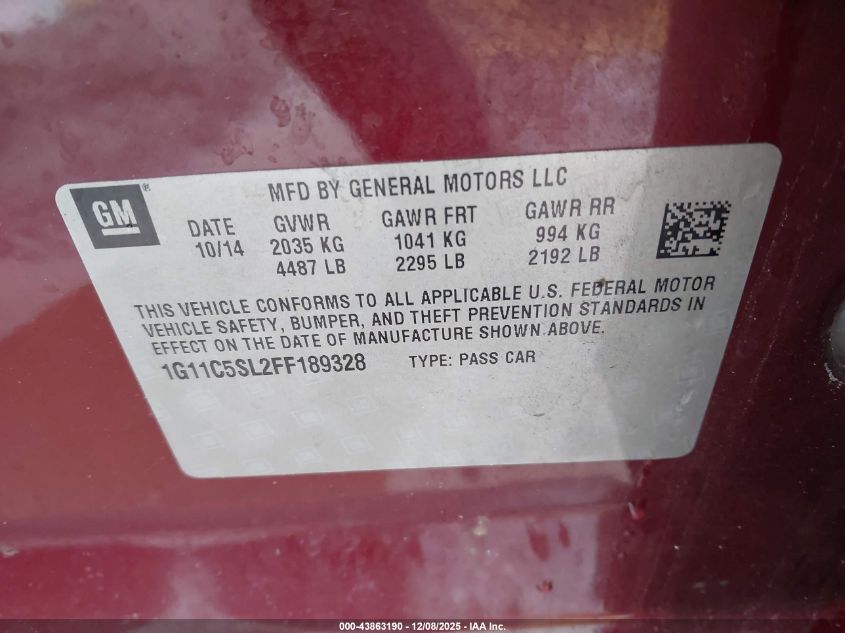 GM ®
MFD BY GENERAL MOTORS LLC
DATE GVWR GAWR FRT GAWR RR
10/14 2035 KG 1041 KG 994 KG
4487 LB 2295 LB 2192 LB
THIS VEHICLE CONFORMS TO ALL APPLICABLE U.S. FEDERAL MOTOR
VEHICLE SAFETY, BUMPER, AND THEFT PREVENTION STANDARDS IN
EFFECT ON THE DATE OF MANUFACTURE SHOWN ABOVE.
1G11C5SL2FF189328 TYPE: PASS CAR
000-43863190 - 12/08/2025 - IAA Inc.